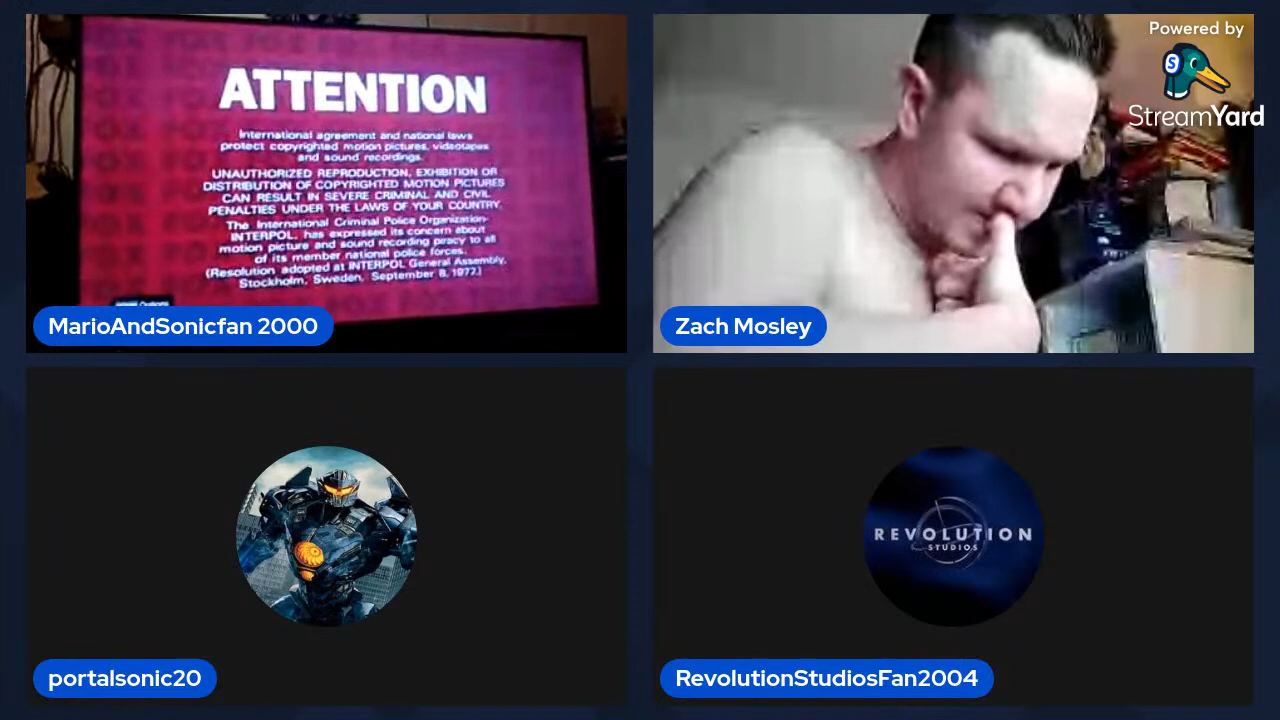 ATTENTION
International agreement and national laws
protect copyrighted motion pictures, videotapes
and sound recordings.
UNAUTHORIZED REPRODUCTION, EXHIBITION OR
DISTRIBUTION OF COPYRIGHTED MOTION PICTURES
CAN RESULT IN SEVERE CRIMINAL AND CIVIL
PENALTIES UNDER THE LAWS OF YOUR COUNTRY.
The International Criminal Police Organization-
INTERPOL, has expressed its concern about
motion picture and sound recording piracy to all
of its member national police forces.
(Resolution adopted at INTERPOL General Assembly,
Stockholm, Sweden, September 8, 1977.)
Options
MarioAndSonicfan 2000
Powered by
S
StreamYard
Zach Mosley
portalsonic20
REVOLUTION
STUDIOS
RevolutionStudiosFan2004